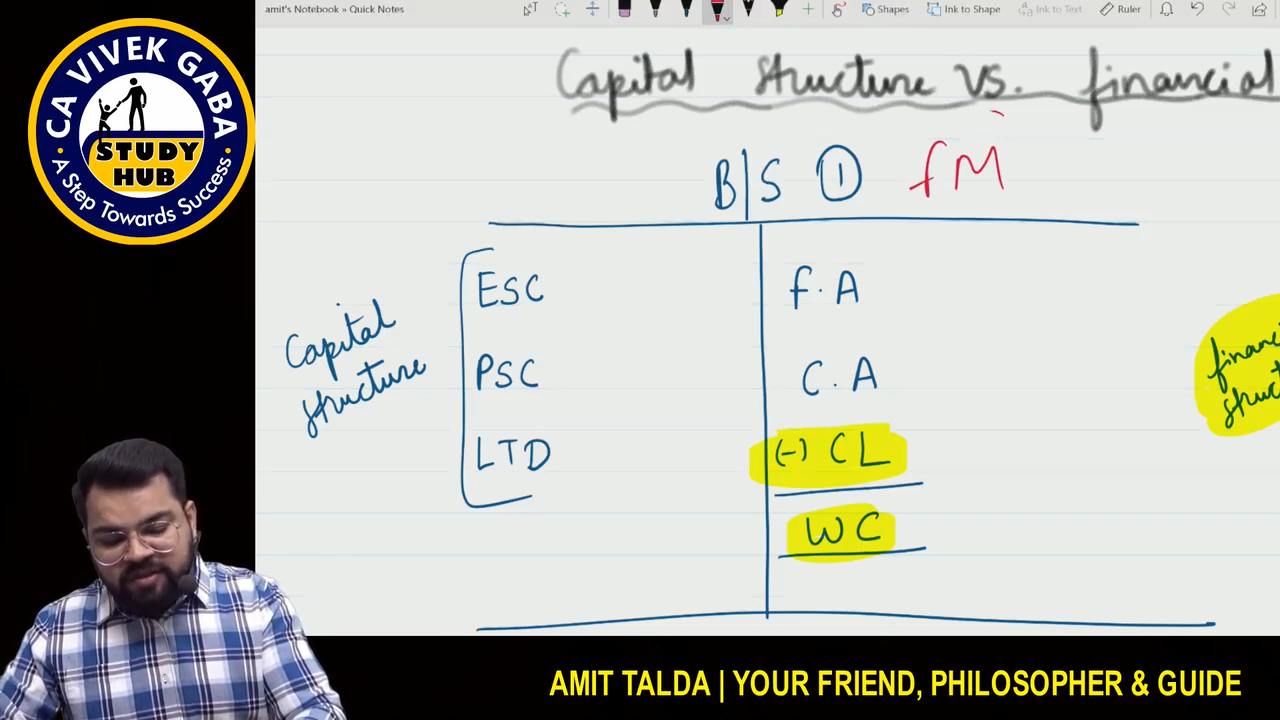 amit's Notebook » Quick Notes
Shapes
Ink to Shape
Ink to Text
Ruler
CA VIVEK GABA
STUDY
HUB
A Step Towards Success
Capital structure vs. financial
B/S ① fM
Capital
structure
ESC
f.A
PSC
C.A
LTD
(-) CL
WC
AMIT TALDA | YOUR FRIEND, PHILOSOPHER & GUIDE